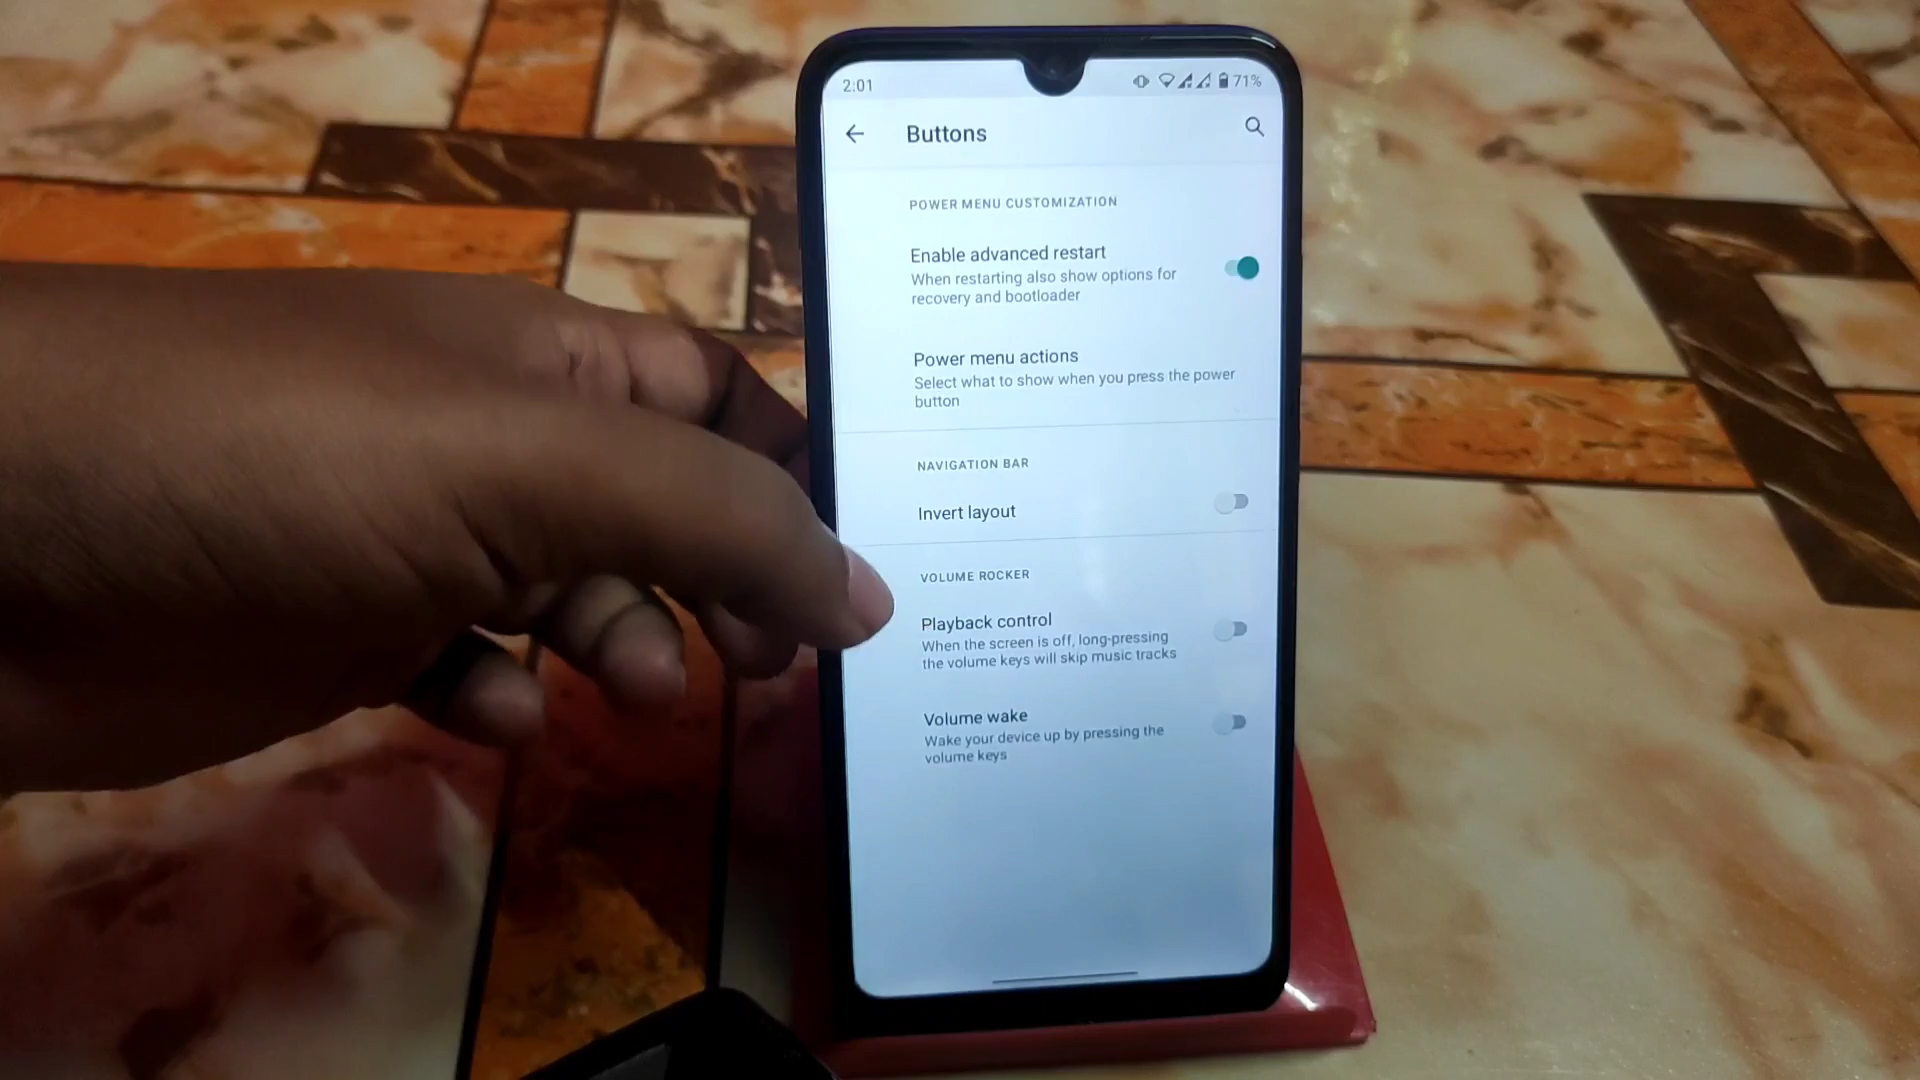 2:01
71%
Buttons
POWER MENU CUSTOMIZATION
Enable advanced restart
When restarting also show options for
recovery and bootloader
Power menu actions
Select what to show when you press the power
button
NAVIGATION BAR
Invert layout
VOLUME ROCKER
Playback control
When the screen is off, long-pressing
the volume keys will skip music tracks
Volume wake
Wake your device up by pressing the
volume keys